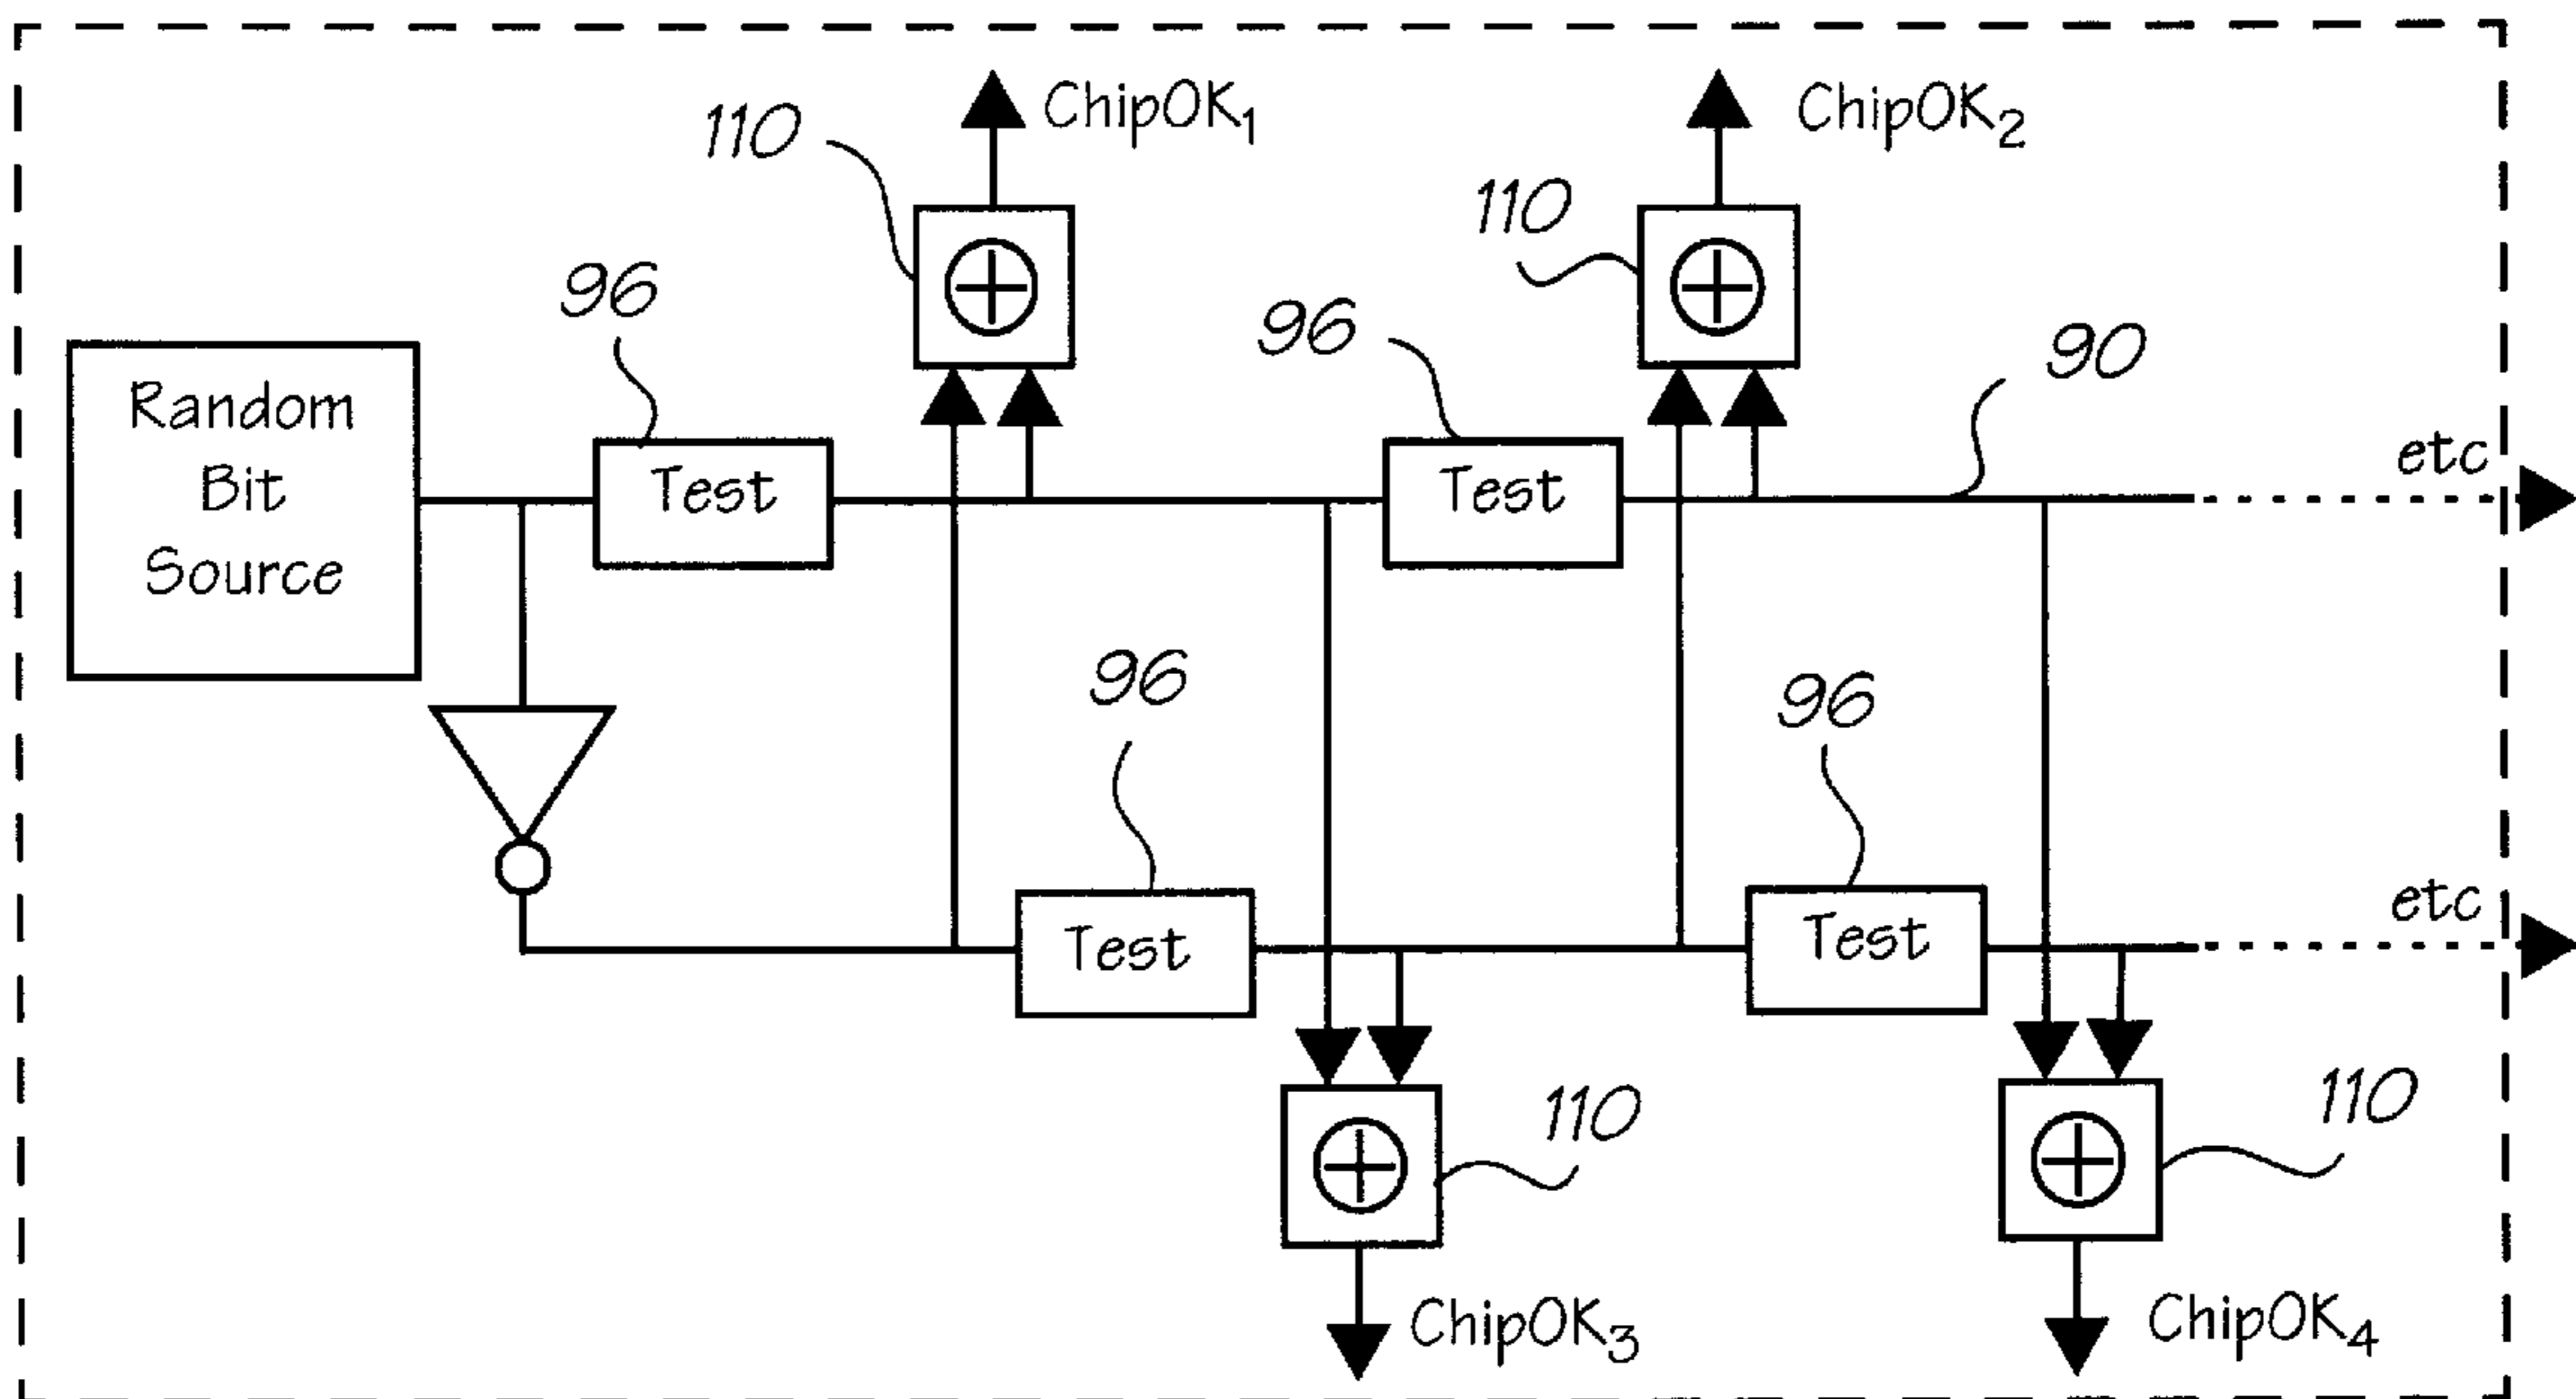 ChipOK1
ChipOK2
110
110
96
96
90
Random
Bit
Source
Test
Test
etc
96
96
etc
Test
Test
110
110
ChipOK3
ChipOK4